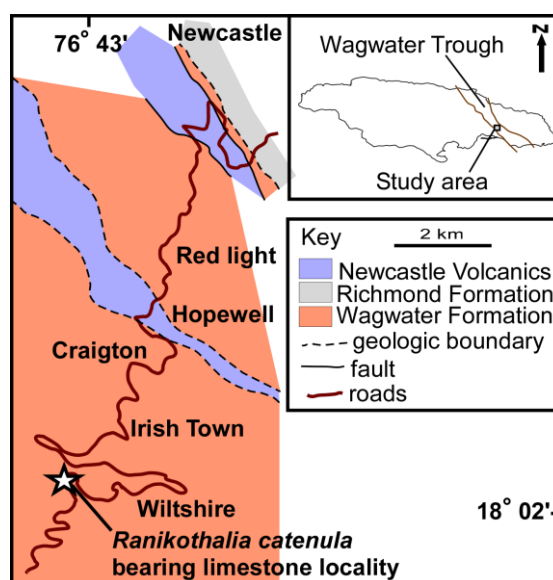 76° 43'
Newcastle
Wagwater Trough
N
Study area
Red light
Hopewell
Craigton
Irish Town
Wiltshire
Ranikothalia catenula
bearing limestone locality
18° 02'
Key
2 km
Newcastle Volcanics
Richmond Formation
Wagwater Formation
geologic boundary
fault
roads